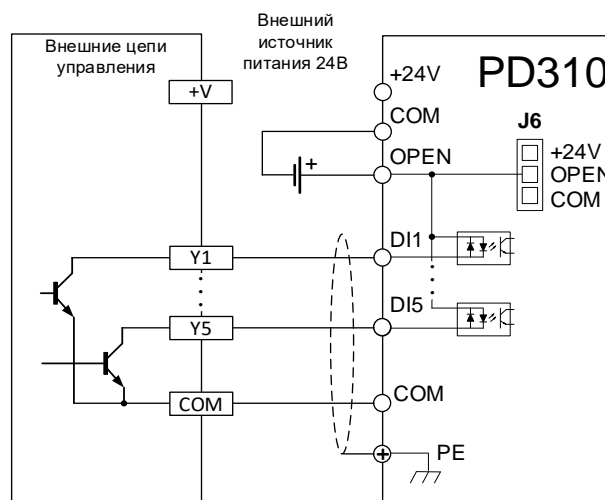 Внешние цепи
управления
Внешний
источник
питания 24В
+V
+24V
PD310
COM
J6
+
OPEN
+24V
OPEN
COM
DI1
Y1
DI5
Y5
COM
COM
PE